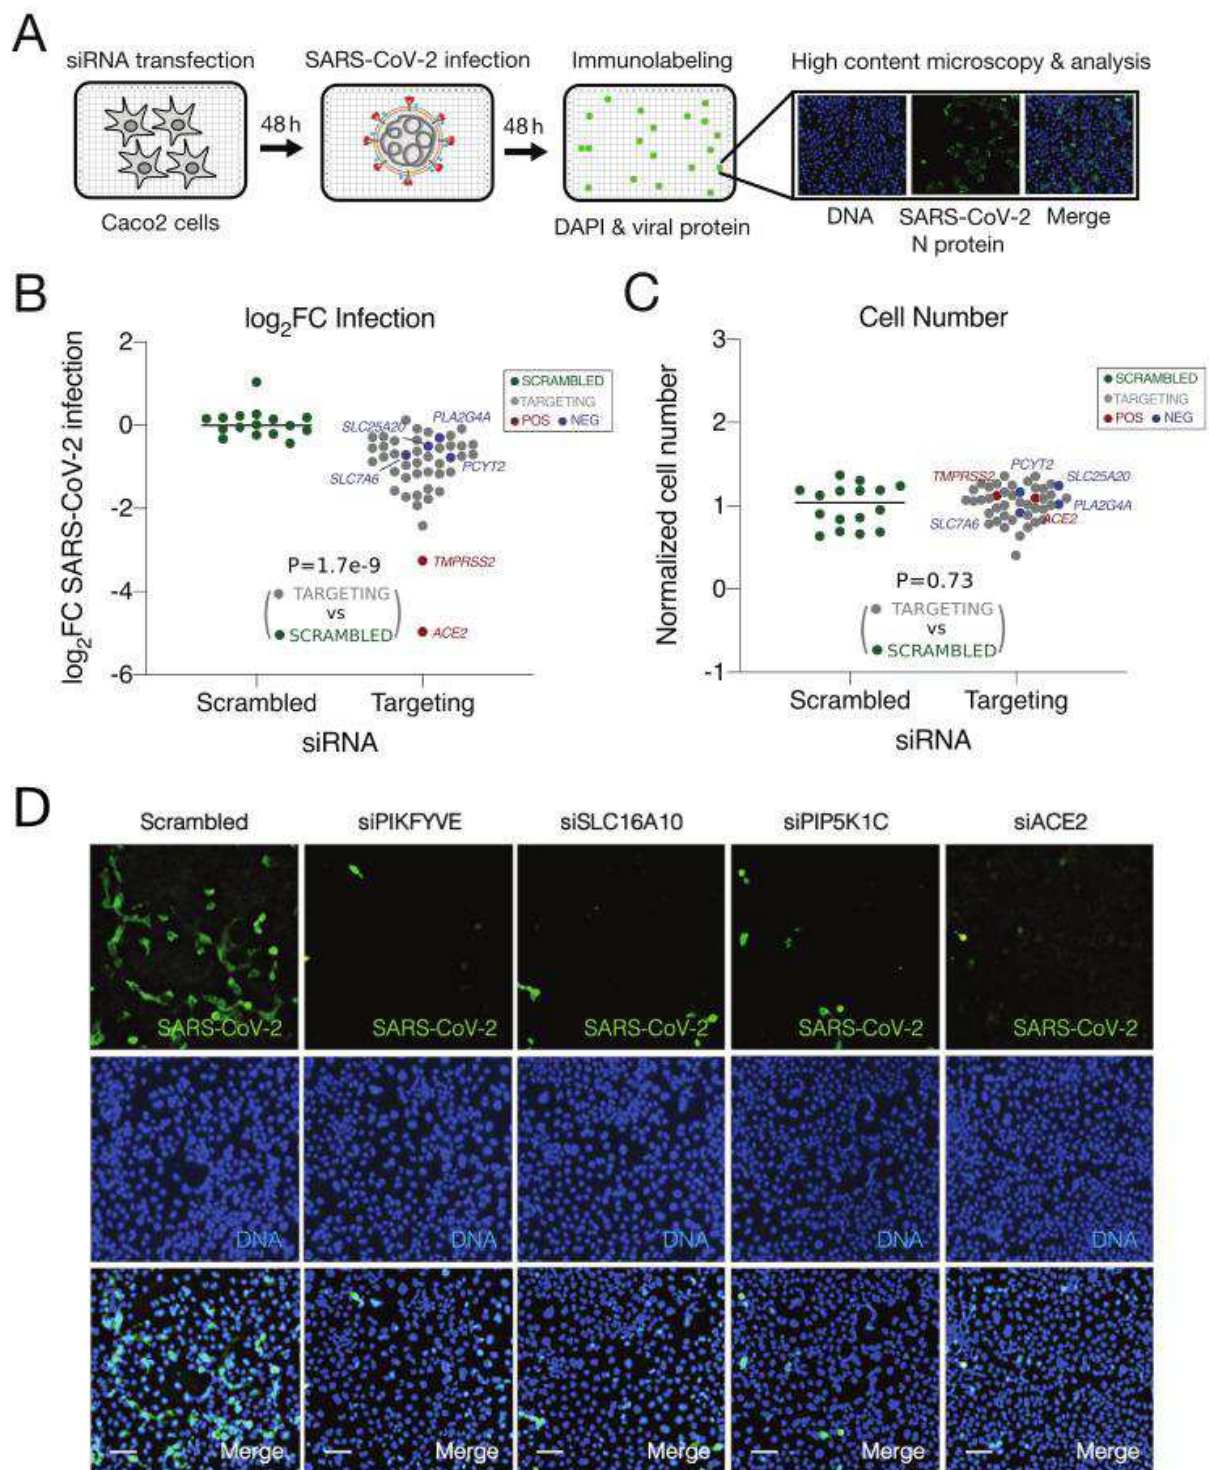 A
siRNA transfection
SARS-CoV-2 infection
Immunolabeling
High content microscopy & analysis
48 h
48 h
Caco2 cells
DAPI & viral protein
DNA
SARS-CoV-2
N protein
Merge
B
log2FC Infection
log2FC SARS-CoV-2 infection
2
0
-2
-4
-6
SCRAMBLED
TARGETING
POS
NEG
SLC25A20
PLA2G4A
SLC7A6
PCYT2
TMPRSS2
ACE2
P=1.7e-9
TARGETING
vs
SCRAMBLED
Scrambled
Targeting
siRNA
C
Cell Number
Normalized cell number
3
2
1
0
-1
SCRAMBLED
TARGETING
POS
NEG
TMPRSS2
PCYT2
SLC25A20
PLA2G4A
SLC7A6
ACE2
P=0.73
TARGETING
vs
SCRAMBLED
Scrambled
Targeting
siRNA
D
Scrambled
siPIKFYVE
siSLC16A10
siPIP5K1C
siACE2
SARS-CoV-2
SARS-CoV-2
SARS-CoV-2
SARS-CoV-2
SARS-CoV-2
DNA
DNA
DNA
DNA
DNA
Merge
Merge
Merge
Merge
Merge